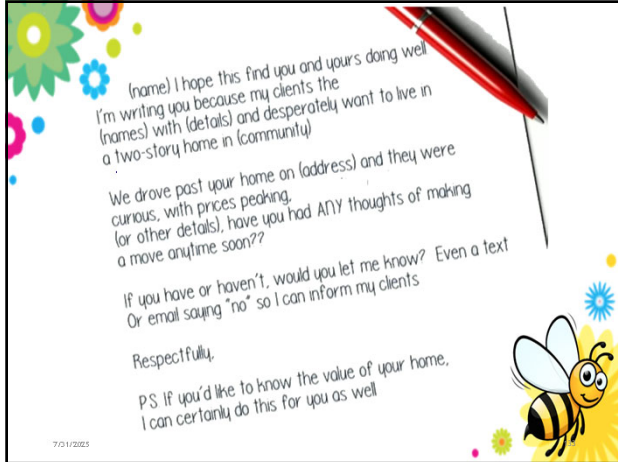 (name) I hope this find you and yours doing well
I'm writing you because my clients the
(names) with (details) and desperately want to live in
a two-story home in (community)
We drove past your home on (address) and they were
curious, with prices peaking,
(or other details), have you had ANY thoughts of making
a move anytime soon??
If you have or haven't, would you let me know? Even a text
Or email saying "no" so I can inform my clients
Respectfully,
PS If you'd like to know the value of your home,
I can certainly do this for you as well
7/31/2023